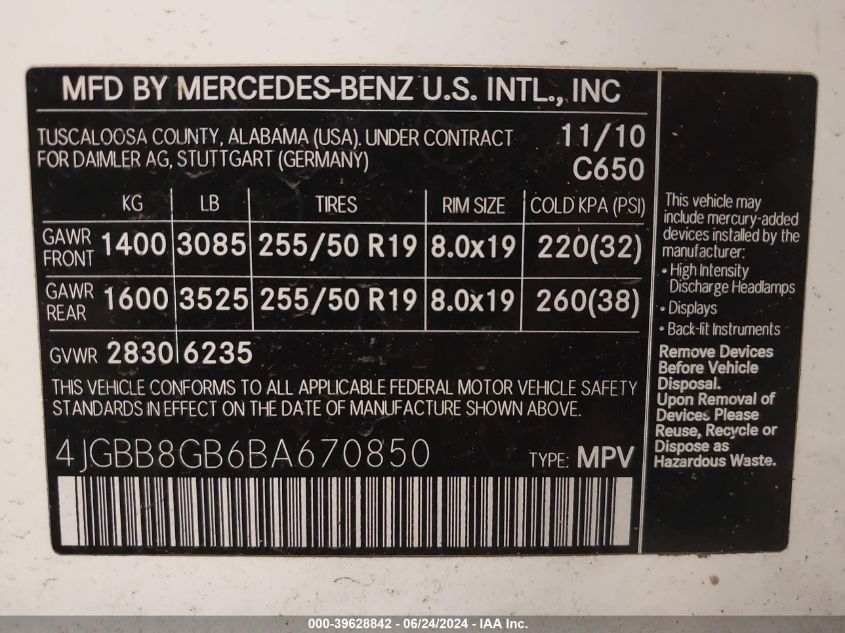 MFD BY MERCEDES-BENZ U.S. INTL., INC
TUSCALOOSA COUNTY, ALABAMA (USA). UNDER CONTRACT
FOR DAIMLER AG, STUTTGART (GERMANY)
11/10
C650
KG LB TIRES RIM SIZE COLD KPA (PSI)
GAWR
FRONT
1400 3085 255/50 R19 8.0x19 220(32)
GAWR
REAR
1600 3525 255/50 R19 8.0x19 260(38)
GVWR 2830 6235
THIS VEHICLE CONFORMS TO ALL APPLICABLE FEDERAL MOTOR VEHICLE SAFETY
STANDARDS IN EFFECT ON THE DATE OF MANUFACTURE SHOWN ABOVE.
4JGBB8GB6BA670850
TYPE: MPV
This vehicle may
include mercury-added
devices installed by the
manufacturer:
• High Intensity
Discharge Headlamps
• Displays
• Back-lit Instruments
Remove Devices
Before Vehicle
Disposal.
Upon Removal of
Devices Please
Reuse, Recycle or
Dispose as
Hazardous Waste.
000-39628842 - 06/24/2024 - IAA Inc.